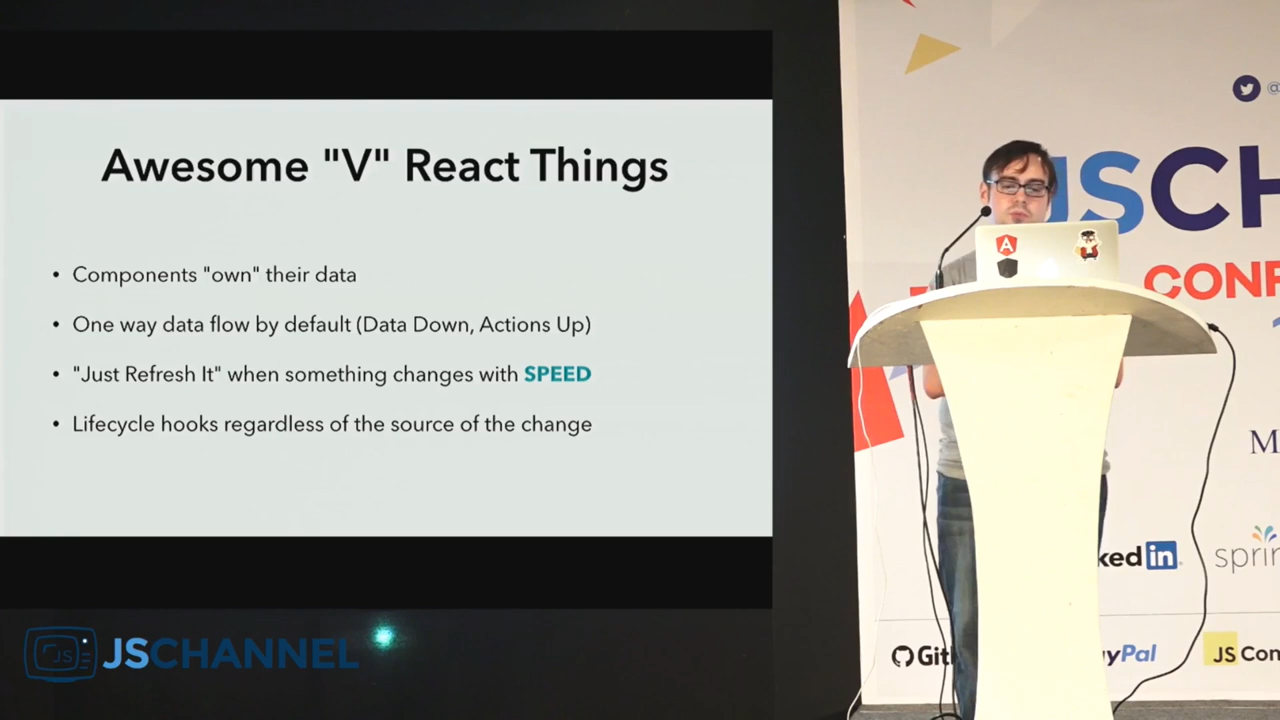 Awesome "V" React Things
• Components "own" their data
• One way data flow by default (Data Down, Actions Up)
• "Just Refresh It" when something changes with SPEED
• Lifecycle hooks regardless of the source of the change
JS
JSCHANNEL
@
JSCH
CONF
A
M
ked in
sprin
Git
yPal
JS Con